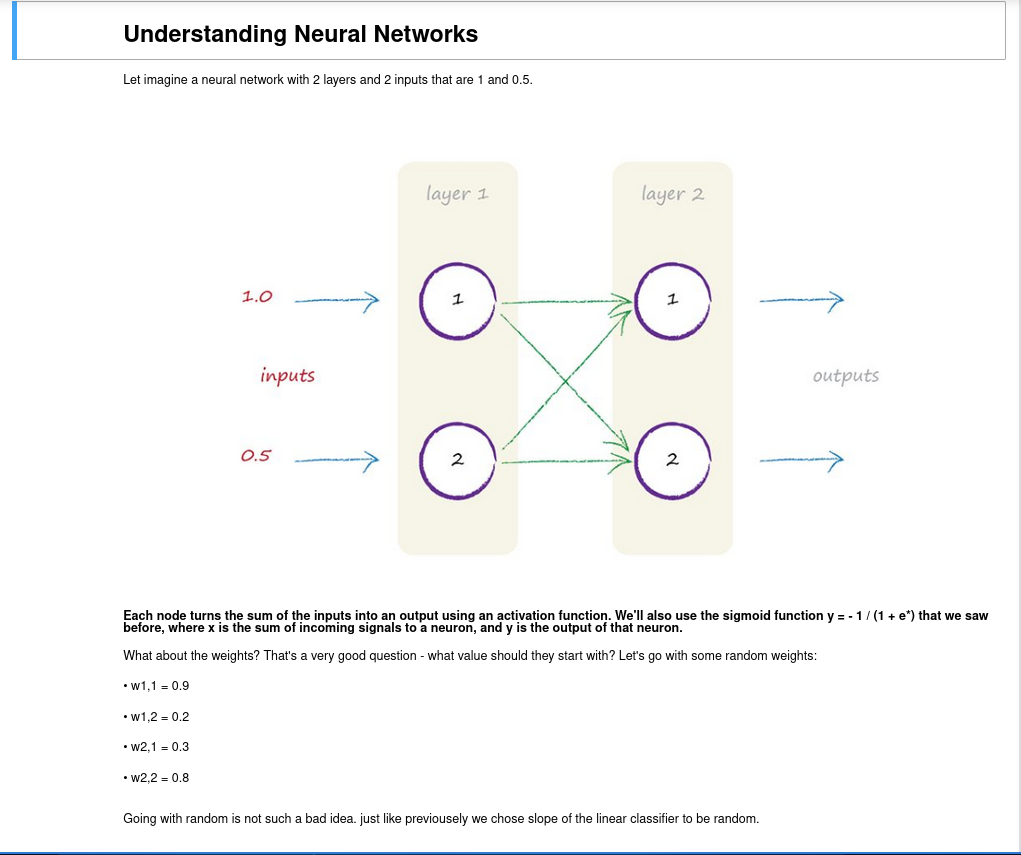 Understanding Neural Networks
Let imagine a neural network with 2 layers and 2 inputs that are 1 and 0.5.
layer 1
layer 2
1.0
1
1
inputs
outputs
0.5
2
2
Each node turns the sum of the inputs into an output using an activation function. We'll also use the sigmoid function y = - 1 / (1 + e^) that we saw
before, where x is the sum of incoming signals to a neuron, and y is the output of that neuron.
What about the weights? That's a very good question - what value should they start with? Let's go with some random weights:
• w1,1 = 0.9
• w1,2 = 0.2
• w2,1 = 0.3
• w2,2 = 0.8
Going with random is not such a bad idea. just like previousely we chose slope of the linear classifier to be random.